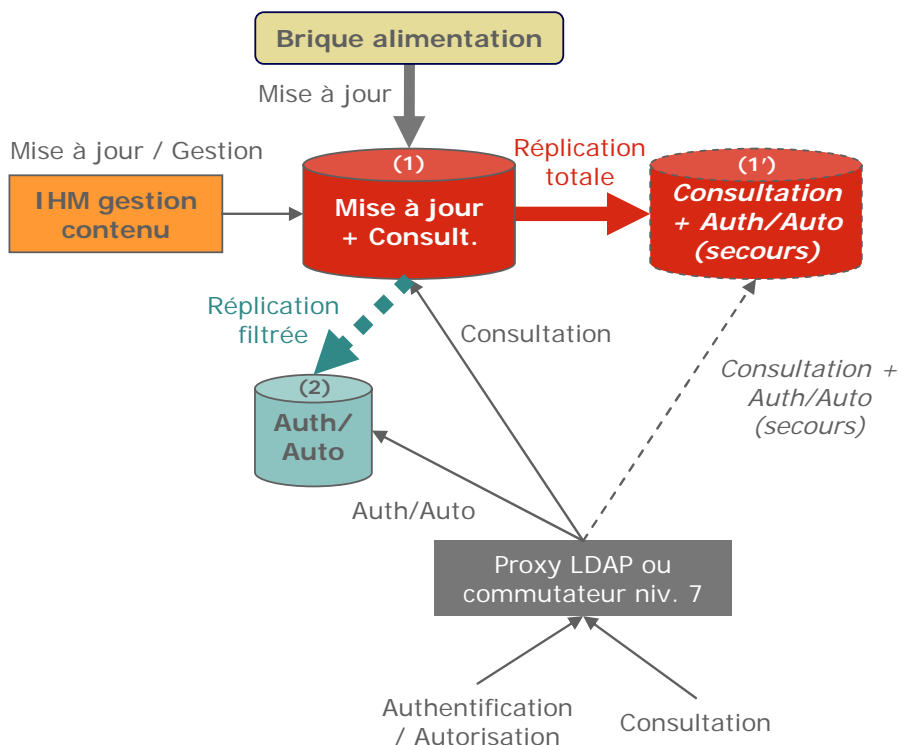 Brique alimentation
Mise à jour
Mise à jour / Gestion
IHM gestion
contenu
(1)
Mise à jour
+ Consult.
Réplication
totale
(1')
Consultation
+ Auth/Auto
(secours)
Réplication
filtrée
Consultation
(2)
Auth/
Auto
Consultation +
Auth/Auto
(secours)
Auth/Auto
Proxy LDAP ou
commutateur niv. 7
Authentification
/ Autorisation
Consultation